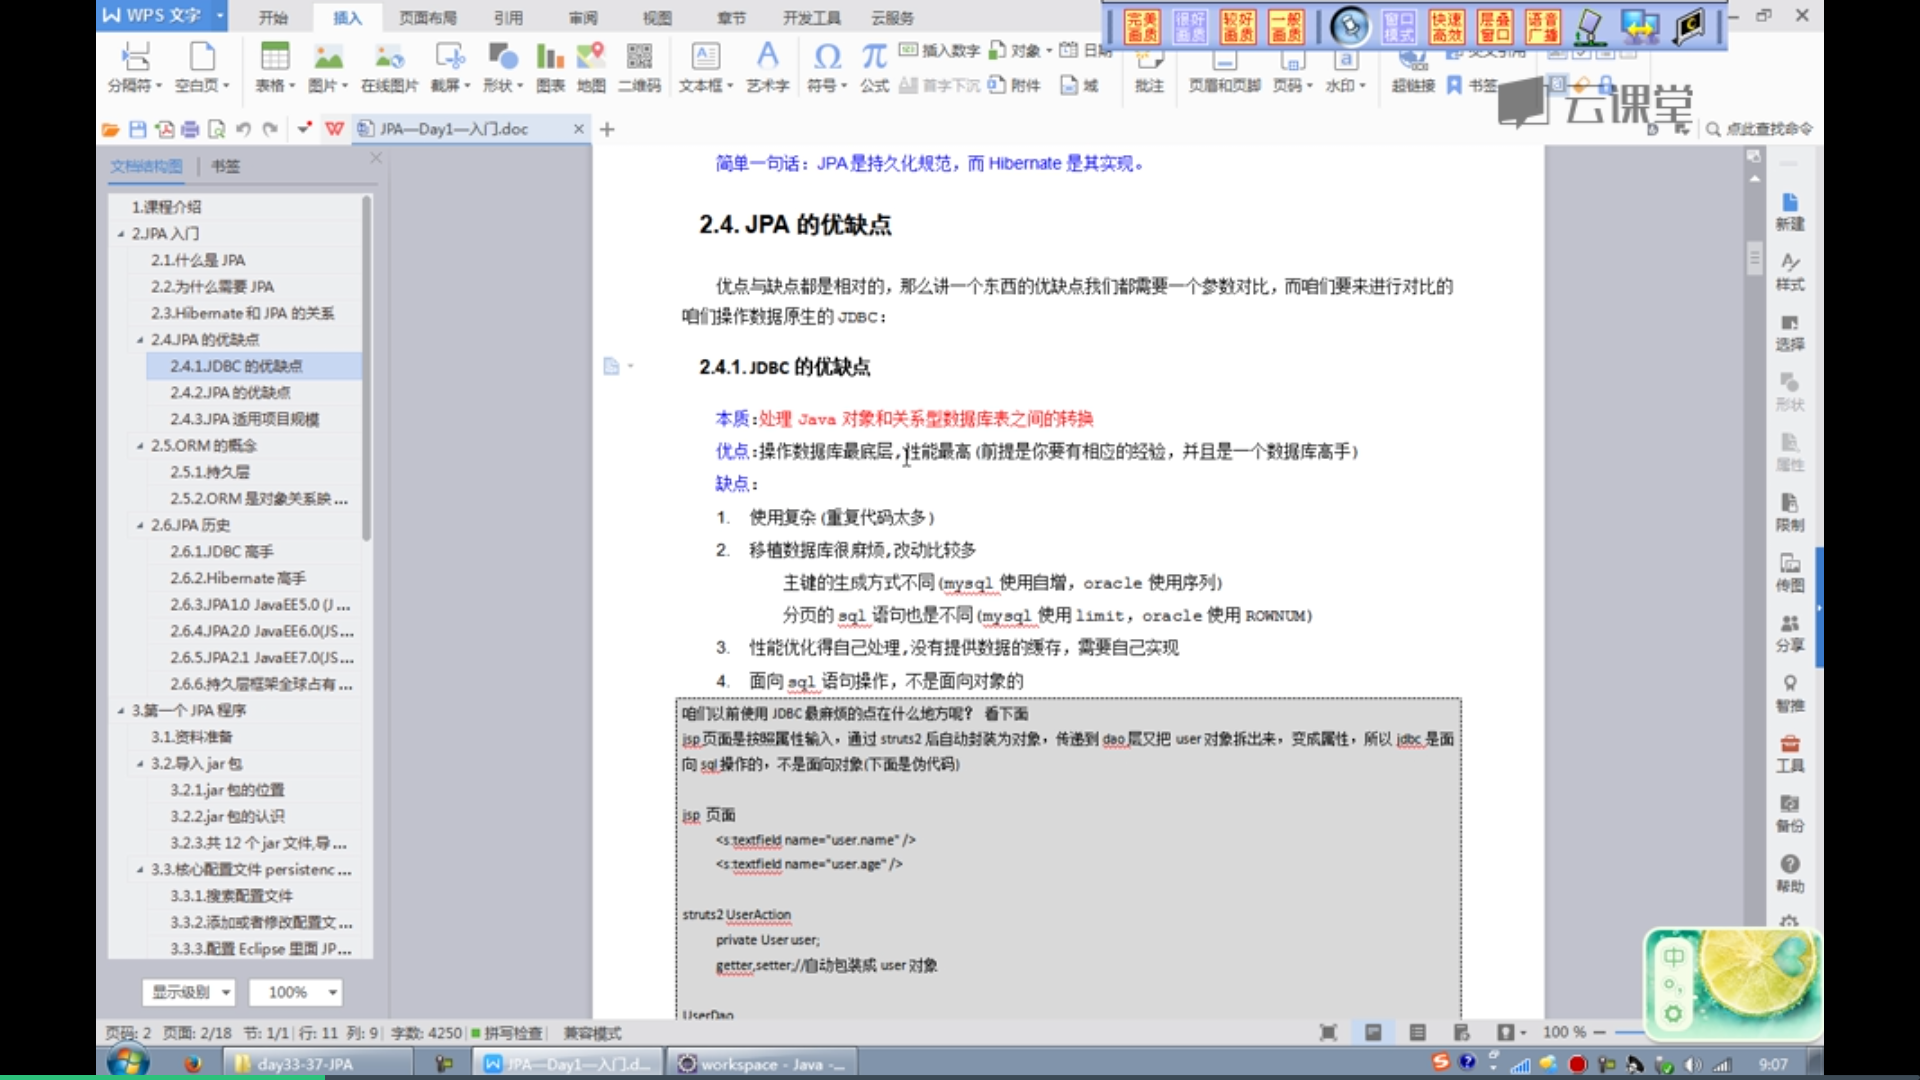 WPS 文字
开始 插入 页面布局 引用 审阅 视图 章节 开发工具 云服务
完美画质 很好画质 较好画质 一般画质 窗口模式 快速高效 层叠窗口 语音广播
分隔符 空白页 表格 图片 在线图片 截屏 形状 图表 地图 二维码 文本框 艺术字 符号 公式 插入数字 首字下沉 对象 附件 日期 域 批注 页眉和页脚 页码 水印 超链接 书签
云课堂
JPA—Day1—入门.doc
点此查找命令
文档结构图 书签
1.课程介绍
2.JPA 入门
2.1.什么是 JPA
2.2.为什么需要 JPA
2.3.Hibernate 和 JPA 的关系
2.4.JPA 的优缺点
2.4.1.JDBC 的优缺点
2.4.2.JPA 的优缺点
2.4.3.JPA 适用项目规模
2.5.ORM 的概念
2.5.1.持久层
2.5.2.ORM 是对象关系映 ...
2.6.JPA 历史
2.6.1.JDBC 高手
2.6.2.Hibernate 高手
2.6.3.JPA1.0 JavaEE5.0 (J ...
2.6.4.JPA2.0 JavaEE6.0(JS...
2.6.5.JPA2.1 JavaEE7.0(JS...
2.6.6.持久层框架全球占有 ...
3.第一个 JPA 程序
3.1.资料准备
3.2.导入 jar 包
3.2.1.jar 包的位置
3.2.2.jar 包的认识
3.2.3.共 12 个 jar 文件,导 ...
3.3.核心配置文件 persistenc ...
3.3.1.搜索配置文件
3.3.2.添加或者修改配置文 ...
3.3.3.配置 Eclipse 里面 JP...
显示级别 100%
简单一句话：JPA 是持久化规范，而 Hibernate 是其实现。
2.4. JPA 的优缺点
优点与缺点都是相对的，那么讲一个东西的优缺点我们都需要一个参数对比，而咱们要来进行对比的
咱们操作数据原生的 JDBC：
2.4.1. JDBC 的优缺点
本质:处理 Java 对象和关系型数据库表之间的转换
优点:操作数据库最底层,性能最高(前提是你要有相应的经验，并且是一个数据库高手)
缺点：
1. 使用复杂(重复代码太多)
2. 移植数据库很麻烦,改动比较多
主键的生成方式不同(mysql 使用自增，oracle 使用序列)
分页的 sql 语句也是不同(mysql 使用 limit，oracle 使用 ROWNUM)
3. 性能优化得自己处理,没有提供数据的缓存，需要自己实现
4. 面向 sql 语句操作，不是面向对象的
咱们以前使用 JDBC 最麻烦的点在什么地方呢？ 看下面
jsp 页面是按照属性输入，通过 struts2 后自动封装为对象，传递到 dao 层又把 user 对象拆出来，变成属性，所以 jdbc 是面
向 sql 操作的，不是面向对象(下面是伪代码)
jsp 页面
<s:textfield name="user.name" />
<s:textfield name="user.age" />
struts2 UserAction
private User user;
getter,setter;//自动包装成 user 对象
UserDao
新建
样式
选择
形状
属性
限制
传图
分享
智推
工具
备份
帮助
中
页码: 2 页面: 2/18 节: 1/1 行: 11 列: 9 字数: 4250 拼写检查 兼容模式 100 %
day33-37-JPA JPA—Day1—入门.d... workspace - Java -... 9:07